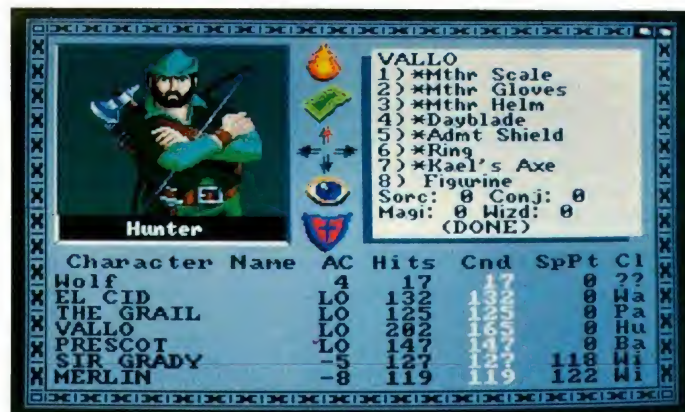 Hunter
VALLO
1) *Mthr Scale
2) *Mthr Gloves
3) *Mthr Helm
4) *Dayblade
5) *Admt Shield
6) *Ring
7) *Kael's Axe
8)  Figurine
Sorc: 0 Conj: 0
Magi: 0 Wizd: 0
(DONE)
Character Name AC Hits Cnd SpPt Cl
Wolf 4 17 17 0 ??
EL CID LO 132 132 0 Wa
THE GRAIL LO 125 125 0 Pa
VALLO LO 202 165 0 Hu
PRESCOT LO 147 147 0 Ba
SIR GRADY -5 127 127 118 Wi
MERLIN -8 119 119 122 Wi